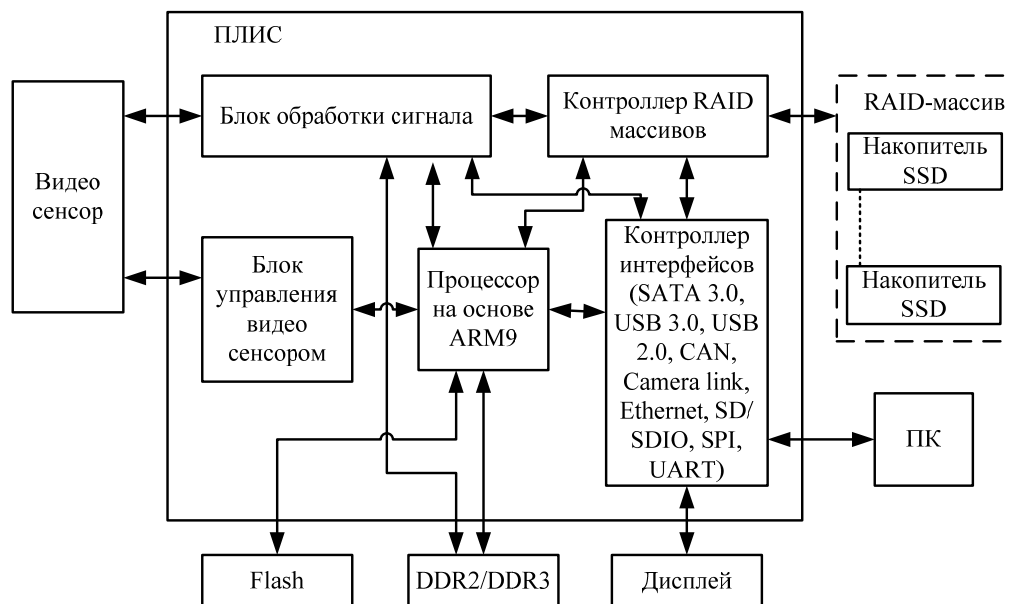 ПЛИС
Блок обработки сигнала
Контроллер RAID
массивов
RAID-массив
Накопитель
SSD
Видео
сенсор
Блок
управления
видео
сенсором
Процессор
на основе
ARM9
Контроллер
интерфейсов
(SATA 3.0,
USB 3.0, USB
2.0, CAN,
Camera link,
Ethernet, SD/
SDIO, SPI,
UART)
Накопитель
SSD
ПК
Flash
DDR2/DDR3
Дисплей